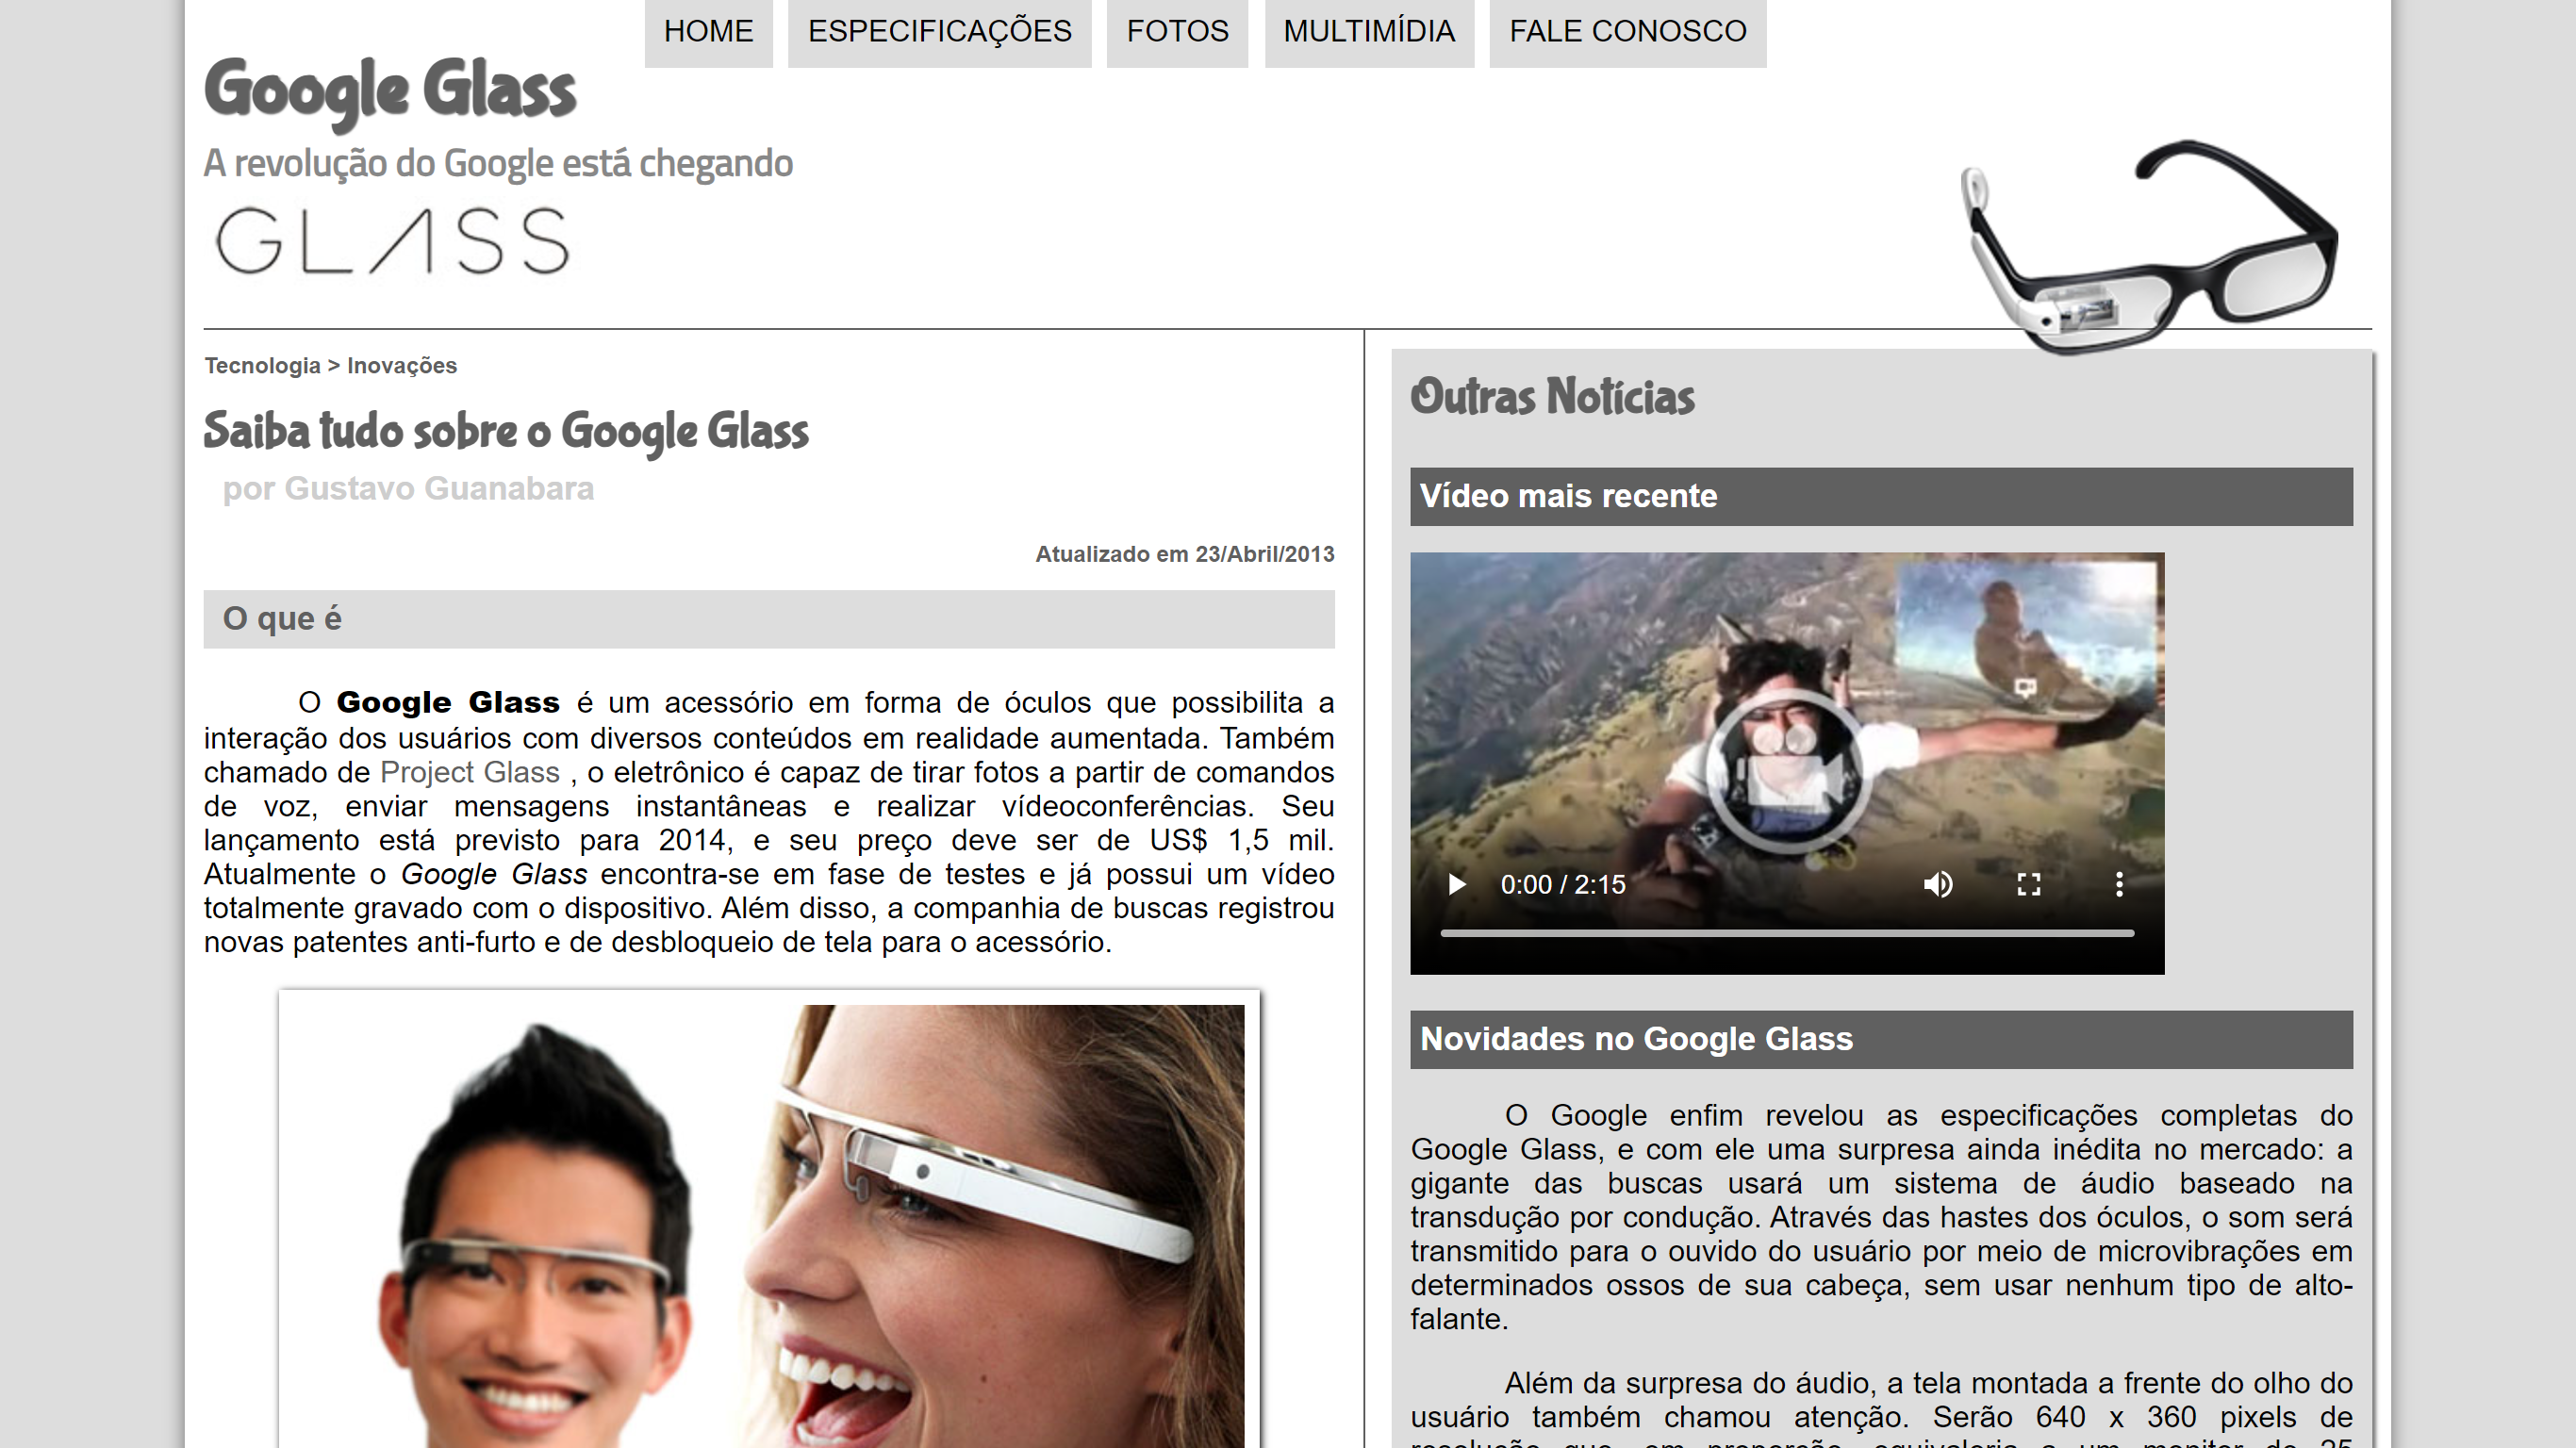 HOME
ESPECIFICAÇÕES
FOTOS
MULTIMÍDIA
FALE CONOSCO
Google Glass
A revolução do Google está chegando
GLASS
Tecnologia > Inovações
Saiba tudo sobre o Google Glass
por Gustavo Guanabara
Atualizado em 23/Abril/2013
O que é
O Google Glass é um acessório em forma de óculos que possibilita a
interação dos usuários com diversos conteúdos em realidade aumentada. Também
chamado de Project Glass , o eletrônico é capaz de tirar fotos a partir de comandos
de voz, enviar mensagens instantâneas e realizar vídeoconferências. Seu
lançamento está previsto para 2014, e seu preço deve ser de US$ 1,5 mil.
Atualmente o Google Glass encontra-se em fase de testes e já possui um vídeo
totalmente gravado com o dispositivo. Além disso, a companhia de buscas registrou
novas patentes anti-furto e de desbloqueio de tela para o acessório.
Outras Notícias
Vídeo mais recente
0:00 / 2:15
Novidades no Google Glass
O Google enfim revelou as especificações completas do
Google Glass, e com ele uma surpresa ainda inédita no mercado: a
gigante das buscas usará um sistema de áudio baseado na
transdução por condução. Através das hastes dos óculos, o som será
transmitido para o ouvido do usuário por meio de microvibrações em
determinados ossos de sua cabeça, sem usar nenhum tipo de alto-
falante.
Além da surpresa do áudio, a tela montada a frente do olho do
usuário também chamou atenção. Serão 640 x 360 pixels de